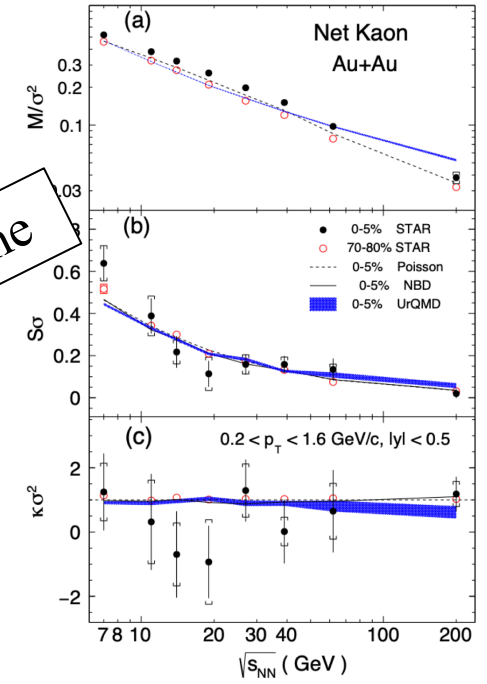 (a)
Net Kaon
Au+Au
M/σ²
0.3
0.2
0.1
0.03
(b)
0-5% STAR
70-80% STAR
0-5% Poisson
0-5% NBD
0-5% UrQMD
Sσ
0.6
0.4
0.2
0
(c)
0.2 < p_T < 1.6 GeV/c, |y| < 0.5
κσ²
2
0
−2
7 8 10 20 30 40 100 200
√s_NN ( GeV )